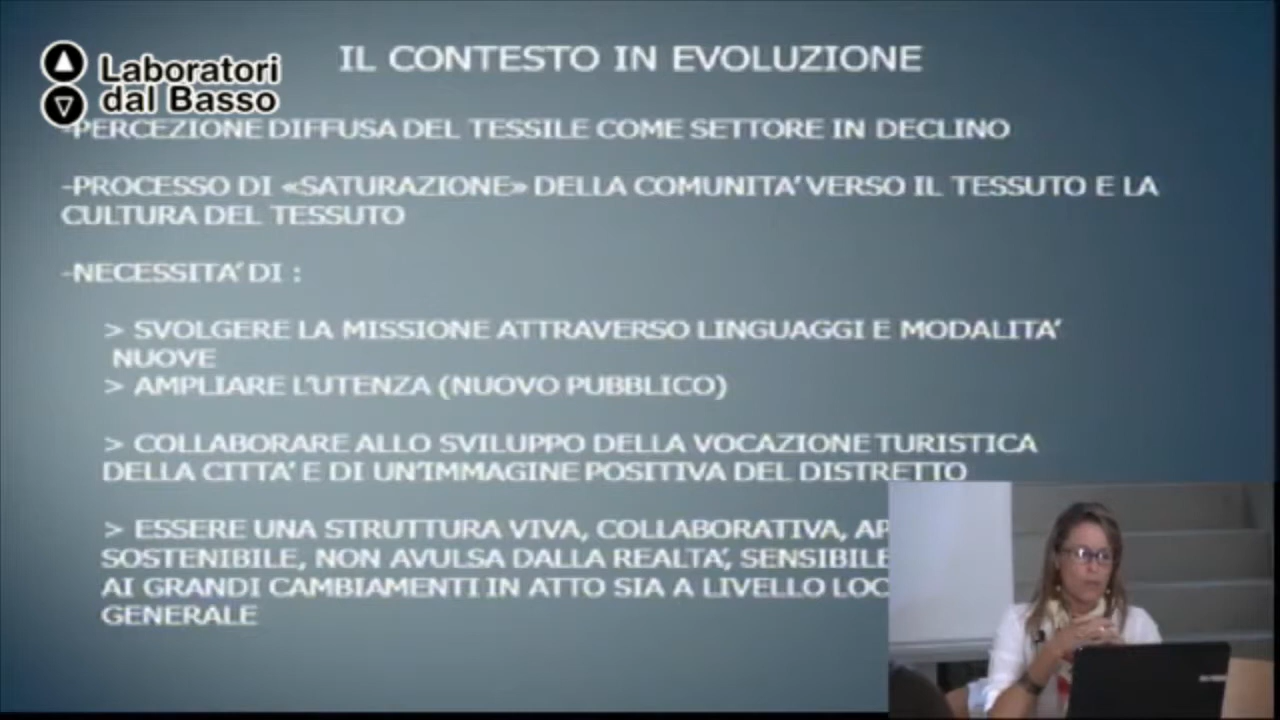 Laboratori
dal Basso
IL CONTESTO IN EVOLUZIONE
-PERCEZIONE DIFFUSA DEL TESSILE COME SETTORE IN DECLINO
-PROCESSO DI «SATURAZIONE» DELLA COMUNITA' VERSO IL TESSUTO E LA
CULTURA DEL TESSUTO
-NECESSITA' DI :
> SVOLGERE LA MISSIONE ATTRAVERSO LINGUAGGI E MODALITA'
NUOVE
> AMPLIARE L'UTENZA (NUOVO PUBBLICO)
> COLLABORARE ALLO SVILUPPO DELLA VOCAZIONE TURISTICA
DELLA CITTA' E DI UN'IMMAGINE POSITIVA DEL DISTRETTO
> ESSERE UNA STRUTTURA VIVA, COLLABORATIVA,
SOSTENIBILE, NON AVULSA DALLA REALTA', SENSIBILE
AI GRANDI CAMBIAMENTI IN ATTO SIA A LIVELLO
GENERALE